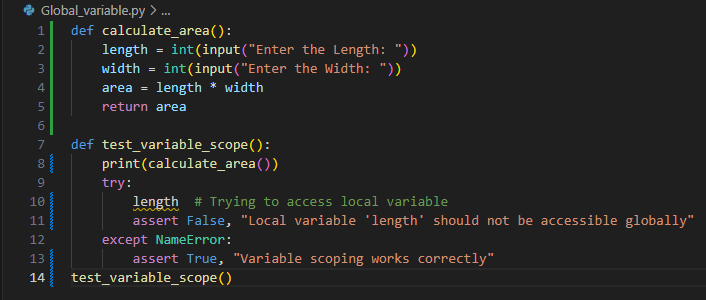 Global_variable.py > ...
1 def calculate_area():
2     length = int(input("Enter the Length: "))
3     width = int(input("Enter the Width: "))
4     area = length * width
5     return area
6
7 def test_variable_scope():
8     print(calculate_area())
9     try:
10         length  # Trying to access local variable
11         assert False, "Local variable 'length' should not be accessible globally"
12     except NameError:
13         assert True, "Variable scoping works correctly"
14 test_variable_scope()